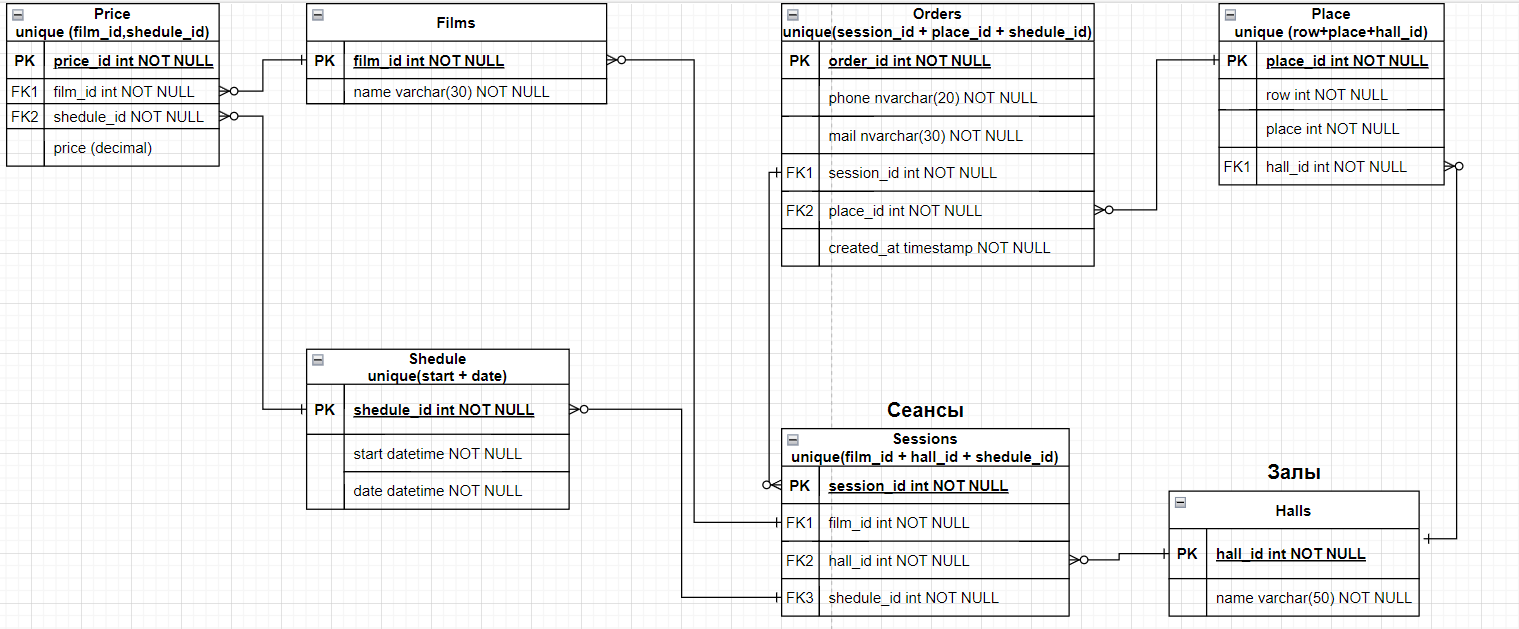 Price
unique (film_id,shedule_id)
PK price_id int NOT NULL
FK1 film_id int NOT NULL
FK2 shedule_id NOT NULL
price (decimal)
Films
PK film_id int NOT NULL
name varchar(30) NOT NULL
Orders
unique(session_id + place_id + shedule_id)
PK order_id int NOT NULL
phone nvarchar(20) NOT NULL
mail nvarchar(30) NOT NULL
FK1 session_id int NOT NULL
FK2 place_id int NOT NULL
created_at timestamp NOT NULL
Place
unique (row+place+hall_id)
PK place_id int NOT NULL
row int NOT NULL
place int NOT NULL
FK1 hall_id int NOT NULL
Shedule
unique(start + date)
PK shedule_id int NOT NULL
start datetime NOT NULL
date datetime NOT NULL
Сеансы
Sessions
unique(film_id + hall_id + shedule_id)
PK session_id int NOT NULL
FK1 film_id int NOT NULL
FK2 hall_id int NOT NULL
FK3 shedule_id int NOT NULL
Залы
Halls
PK hall_id int NOT NULL
name varchar(50) NOT NULL